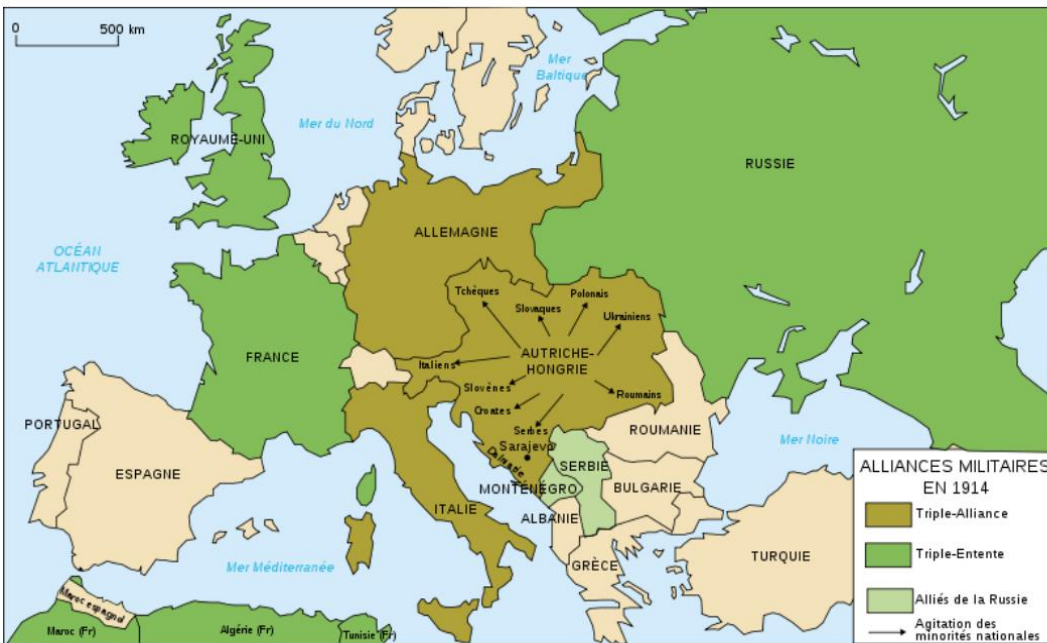 0 500 km
Mer
Baltique
Mer du Nord
ROYAUME-UNI
RUSSIE
OCÉAN
ATLANTIQUE
ALLEMAGNE
Tchèques
Slovaques
Polonais
Ukrainiens
FRANCE
AUTRICHE-
HONGRIE
Italiens
Slovènes
Croates
Serbes
Roumains
Sarajevo
Dalmatie
PORTUGAL
ESPAGNE
ITALIE
SERBIE
MONTÉNÉGRO
ALBANIE
ROUMANIE
BULGARIE
Mer Noire
GRÈCE
TURQUIE
Mer Méditerranée
Maroc espagnol
Maroc (Fr)
Algérie (Fr)
Tunisie (Fr)
ALLIANCES MILITAIRES
EN 1914
Triple-Alliance
Triple-Entente
Alliés de la Russie
Agitation des
minorités nationales